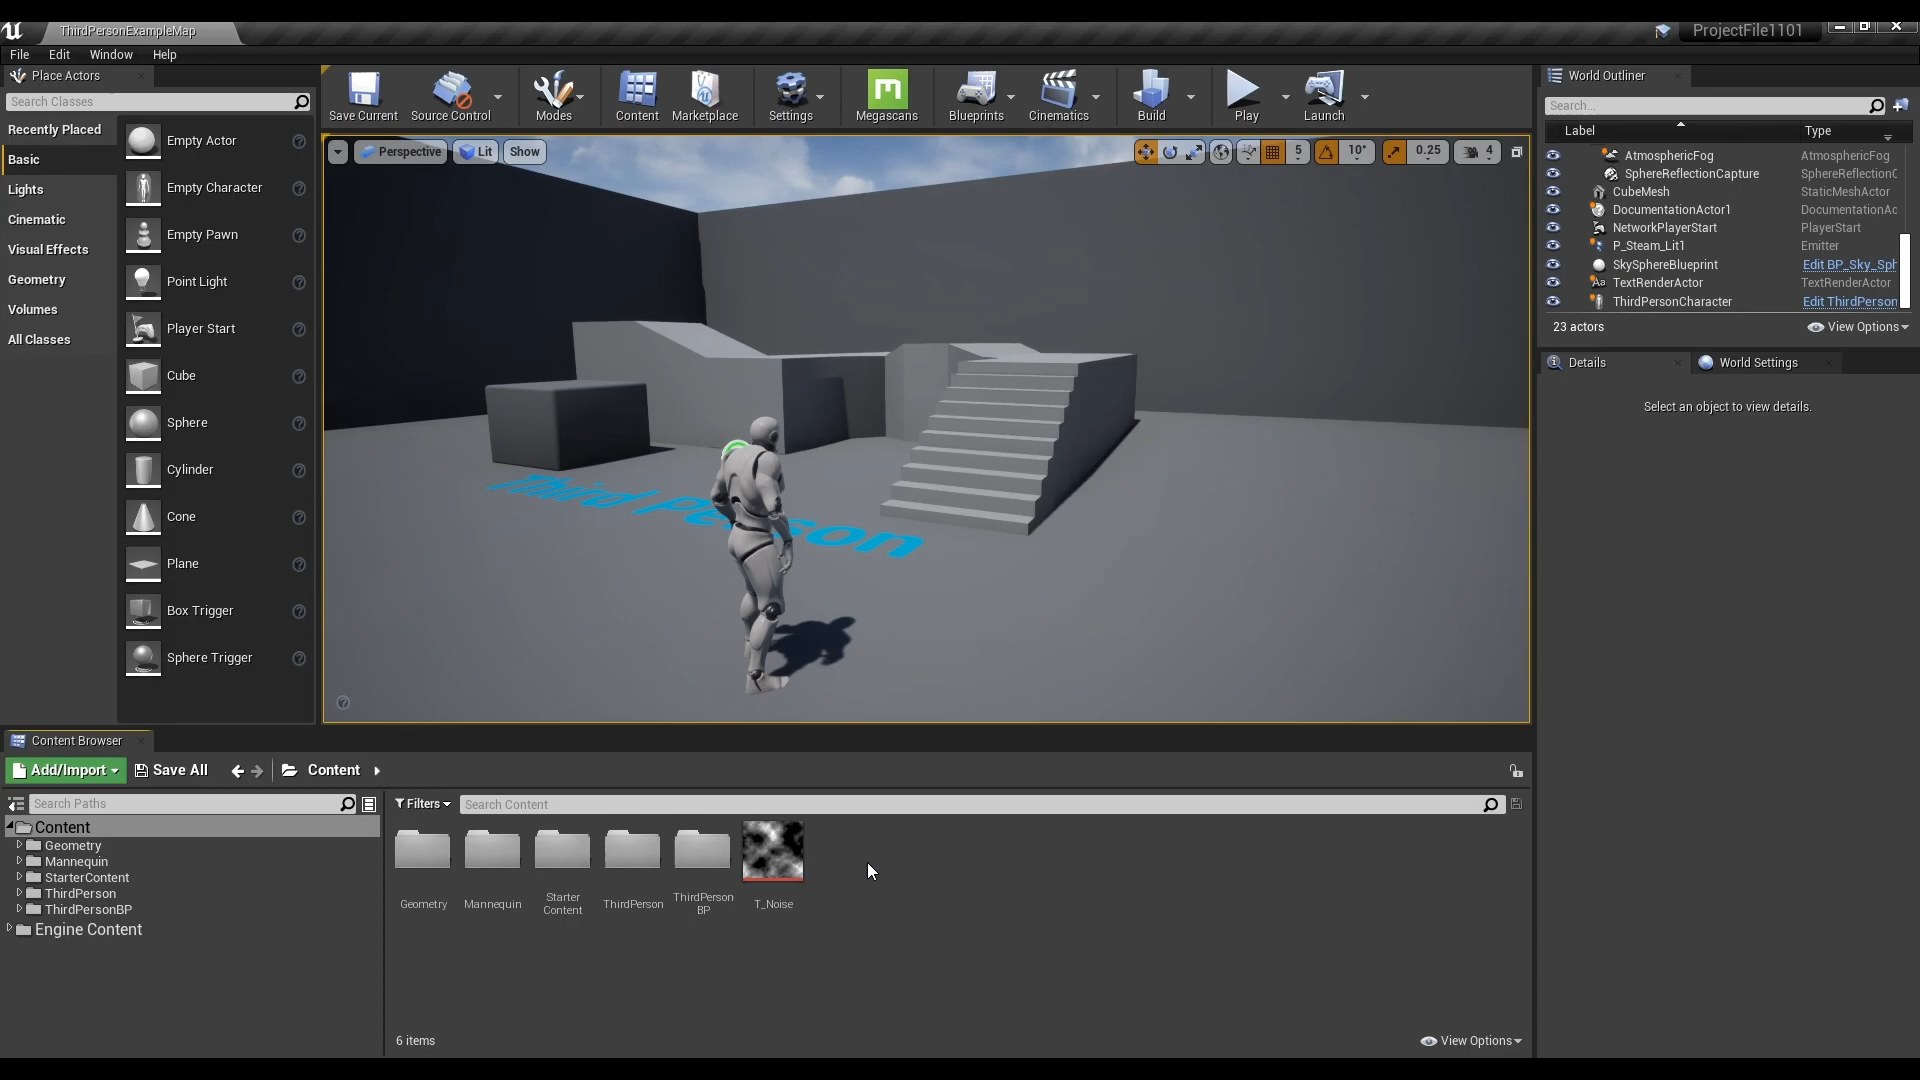 ThirdPersonExampleMap
ProjectFile1101
File Edit Window Help
Place Actors
Search Classes
Recently Placed
Basic
Lights
Cinematic
Visual Effects
Geometry
Volumes
All Classes
Empty Actor
Empty Character
Empty Pawn
Point Light
Player Start
Cube
Sphere
Cylinder
Cone
Plane
Box Trigger
Sphere Trigger
Save Current Source Control Modes Content Marketplace Settings Megascans Blueprints Cinematics Build Play Launch
Perspective Lit Show
5 10° 0.25 4
Third Person
World Outliner
Search...
Label Type
AtmosphericFog AtmosphericFog
SphereReflectionCapture SphereReflectionC
CubeMesh StaticMeshActor
DocumentationActor1 DocumentationAc
NetworkPlayerStart PlayerStart
P_Steam_Lit1 Emitter
SkySphereBlueprint Edit BP_Sky_Sph
TextRenderActor TextRenderActor
ThirdPersonCharacter Edit ThirdPerson
23 actors View Options
Details World Settings
Select an object to view details.
Content Browser
Add/Import Save All Content
Search Paths
Content
Geometry
Mannequin
StarterContent
ThirdPerson
ThirdPersonBP
Engine Content
Filters Search Content
Geometry
Mannequin
Starter
Content
ThirdPerson
ThirdPerson
BP
T_Noise
6 items View Options